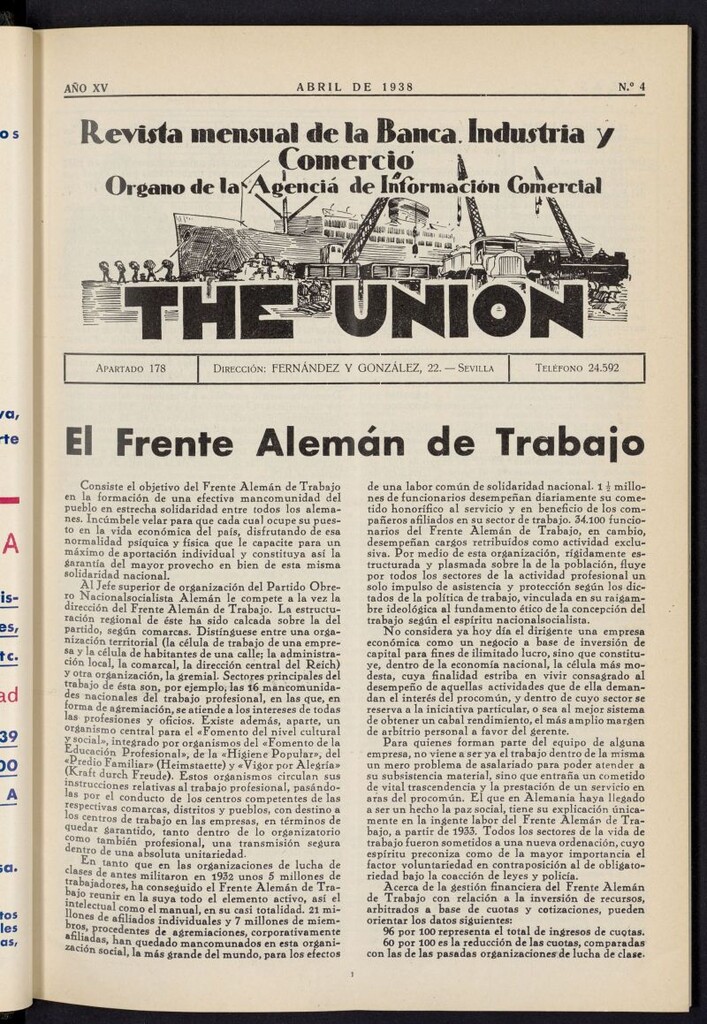 AÑO XV
ABRIL DE 1938
N.º 4
Revista mensual de la Banca. Industria y
Comercio
Organo de la Agencia de Información Comercial
THE UNION
APARTADO 178
DIRECCIÓN: FERNÁNDEZ Y GONZÁLEZ, 22. — SEVILLA
TELÉFONO 24.592
El Frente Alemán de Trabajo
Consiste el objetivo del Frente Alemán de Trabajo
en la formación de una efectiva mancomunidad del
pueblo en estrecha solidaridad entre todos los alema-
nes. Incúmbele velar para que cada cual ocupe su pues-
to en la vida económica del país, disfrutando de esa
normalidad psíquica y física que le capacite para un
máximo de aportación individual y constituya así la
garantía del mayor provecho en bien de esta misma
solidaridad nacional.
Al Jefe superior de organización del Partido Obre-
ro Nacionalsocialista Alemán le compete a la vez la
dirección del Frente Alemán de Trabajo. La estructu-
ración regional de éste ha sido calcada sobre la del
partido, según comarcas. Distínguese entre una orga-
nización territorial (la célula de trabajo de una empre-
sa y la célula de habitantes de una calle; la administra-
ción local, la comarcal, la dirección central del Reich)
y otra organización, la gremial. Sectores principales del
trabajo de ésta son, por ejemplo, las 16 mancomunida-
des nacionales del trabajo profesional, en las que, en
forma de agremiación, se atiende a los intereses de todas
las profesiones y oficios. Existe además, aparte, un
organismo central para el «Fomento del nivel cultural
y social», integrado por organismos del «Fomento de la
Educación Profesional», de la «Higiene Popular», del
«Predio Familiar» (Heimstaette) y «Vigor por Alegría»
(Kraft durch Freude). Estos organismos circulan sus
instrucciones relativas al trabajo profesional, pasándo-
las por el conducto de los centros competentes de las
respectivas comarcas, distritos y pueblos, con destino a
los centros de trabajo en las empresas, en términos de
quedar garantido, tanto dentro de lo organizatorio
como también profesional, una transmisión segura
dentro de una absoluta unitariedad.
En tanto que en las organizaciones de lucha de
clases de antes militaron en 1932 unos 5 millones de
trabajadores, ha conseguido el Frente Alemán de Tra-
bajo reunir en la suya todo el elemento activo, así el
intelectual como el manual, en su casi totalidad. 21 mi-
llones de afiliados individuales y 7 millones de miem-
bros, procedentes de agremiaciones, corporativamente
afiliadas, han quedado mancomunados en esta organi-
zación social, la más grande del mundo, para los efectos
de una labor común de solidaridad nacional. 1 ½ millo-
nes de funcionarios desempeñan diariamente su come-
tido honorífico al servicio y en beneficio de los com-
pañeros afiliados en su sector de trabajo. 34.100 funcio-
narios del Frente Alemán de Trabajo, en cambio,
desempeñan cargos retribuídos como actividad exclu-
siva. Por medio de esta organización, rígidamente es-
tructurada y plasmada sobre la de la población, fluye
por todos los sectores de la actividad profesional un
solo impulso de asistencia y protección según los dic-
tados de la política de trabajo, vinculada en su raigam-
bre ideológica al fundamento ético de la concepción del
trabajo según el espíritu nacionalsocialista.
No considera ya hoy día el dirigente una empresa
económica como un negocio a base de inversión de
capital para fines de ilimitado lucro, sino que constitu-
ye, dentro de la economía nacional, la célula más mo-
desta, cuya finalidad estriba en vivir consagrado al
desempeño de aquellas actividades que de ella deman-
dan el interés del procomún, y dentro de cuyo sector se
reserva a la iniciativa particular, o sea al mejor sistema
de obtener un cabal rendimiento, el más amplio margen
de arbitrio personal a favor del gerente.
Para quienes forman parte del equipo de alguna
empresa, no viene a ser ya el trabajo dentro de la misma
un mero problema de asalariado para poder atender a
su subsistencia material, sino que entraña un cometido
de vital trascendencia y la prestación de un servicio en
aras del procomún. El que en Alemania haya llegado
a ser un hecho la paz social, tiene su explicación única-
mente en la ingente labor del Frente Alemán de Tra-
bajo, a partir de 1933. Todos los sectores de la vida de
trabajo fueron sometidos a una nueva ordenación, cuyo
espíritu preconiza como de la mayor importancia el
factor voluntariedad en contraposición al de obligato-
riedad bajo la coacción de leyes y policía.
Acerca de la gestión financiera del Frente Alemán
de Trabajo con relación a la inversión de recursos,
arbitrados a base de cuotas y cotizaciones, pueden
orientar los datos siguientes:
96 por 100 representa el total de ingresos de cuotas.
60 por 100 es la reducción de las cuotas, comparadas
con las de las pasadas organizaciones de lucha de clase.